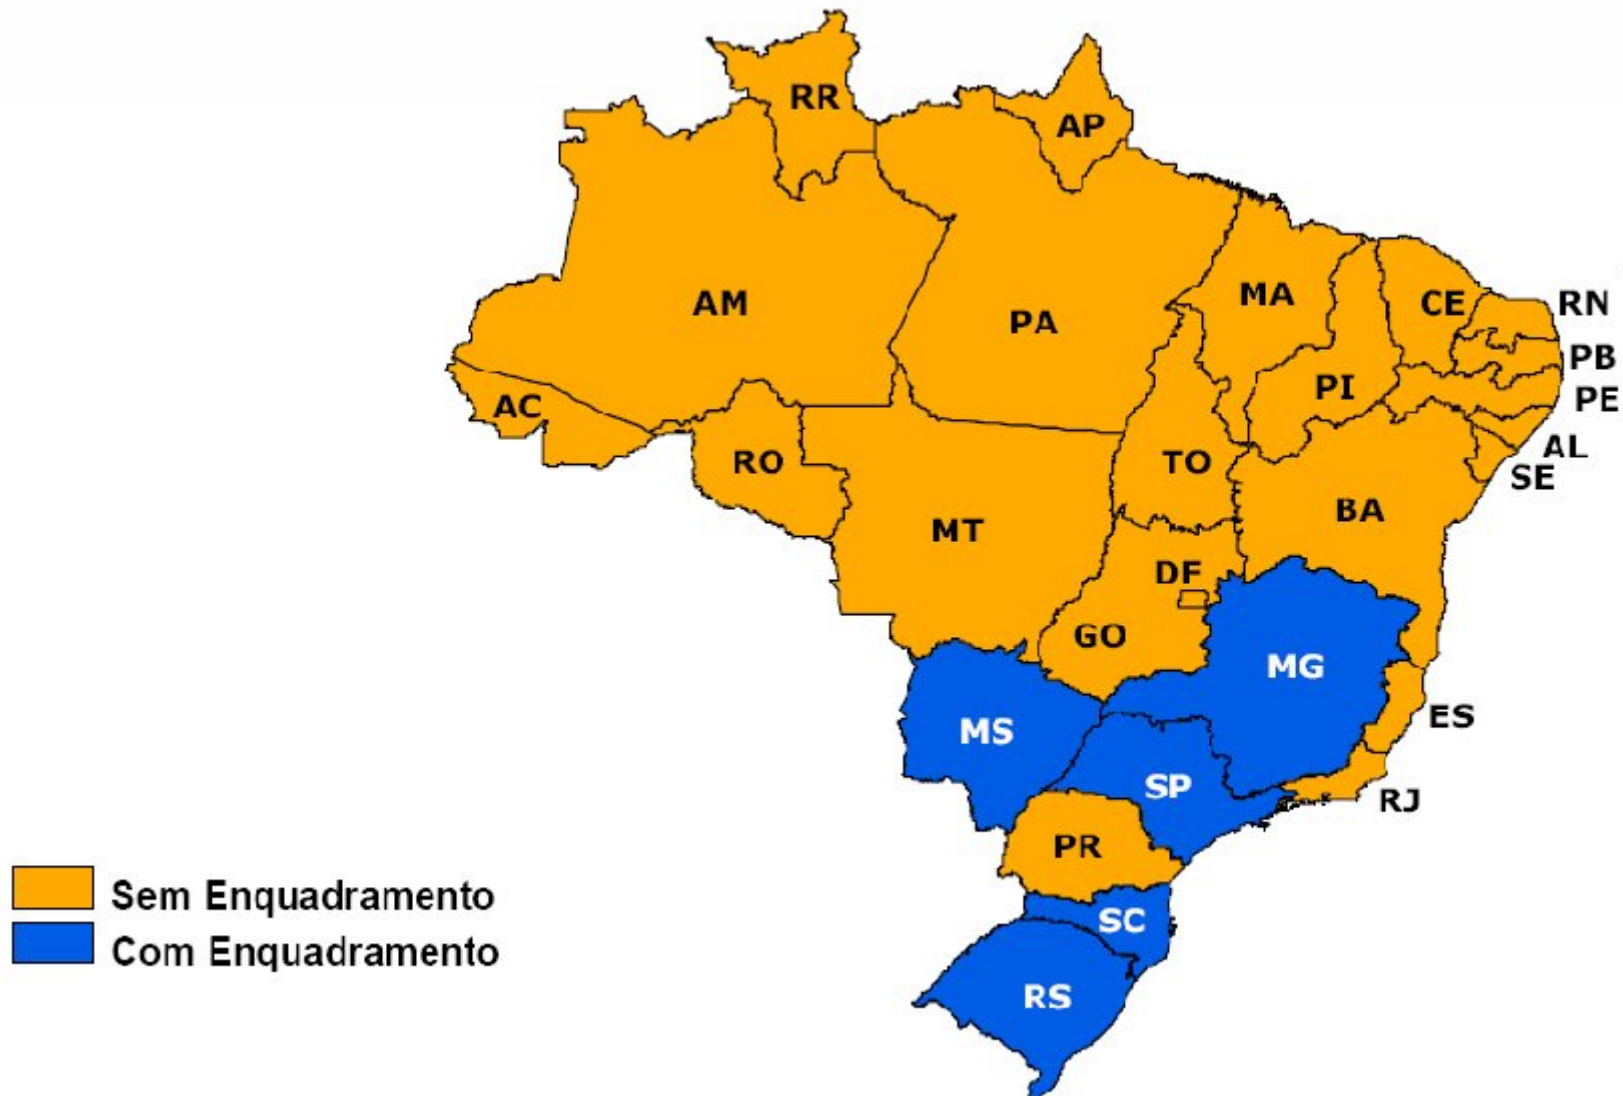 RR
AP
AM
PA
MA
CE
RN
PB
PI
PE
AC
AL
RO
TO
SE
BA
MT
DF
GO
MG
ES
MS
SP
RJ
PR
Sem Enquadramento
SC
Com Enquadramento
RS